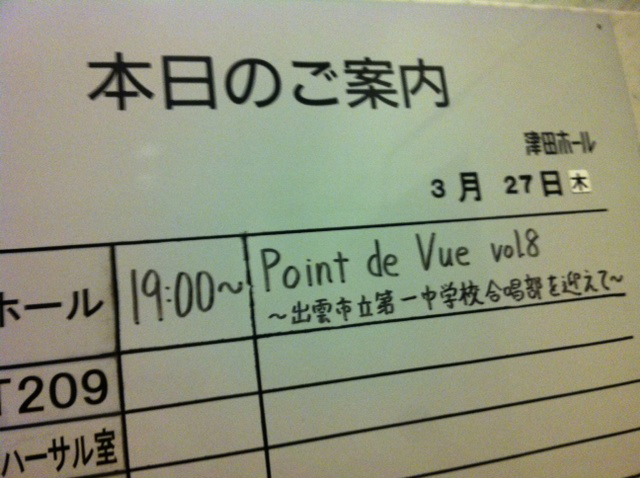 本日のご案内
津田ホール
3月 27日 木
ホール 19:00~ Point de Vue vol8
～出雲市立第一中学校合唱部を迎えて～
T209
ハーサル室